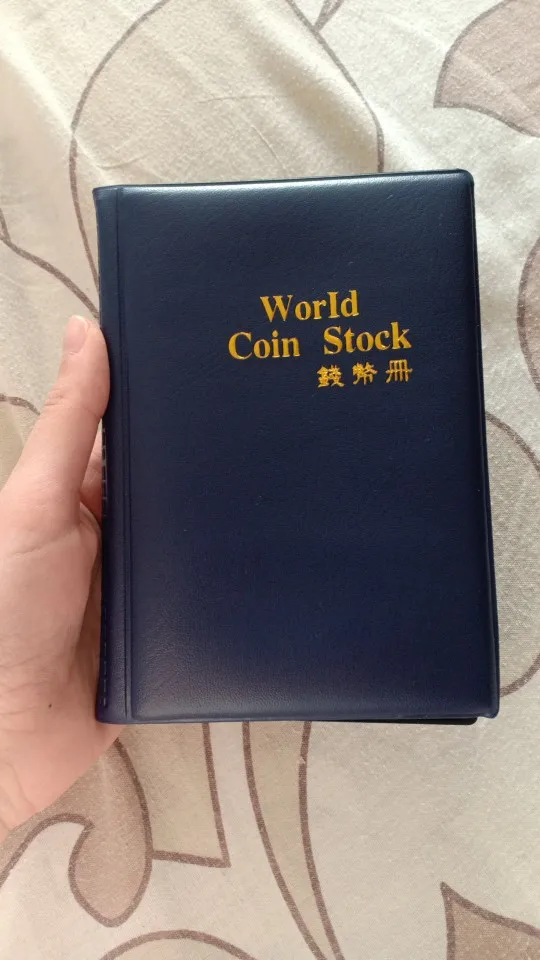 World
Coin Stock
錢幣冊